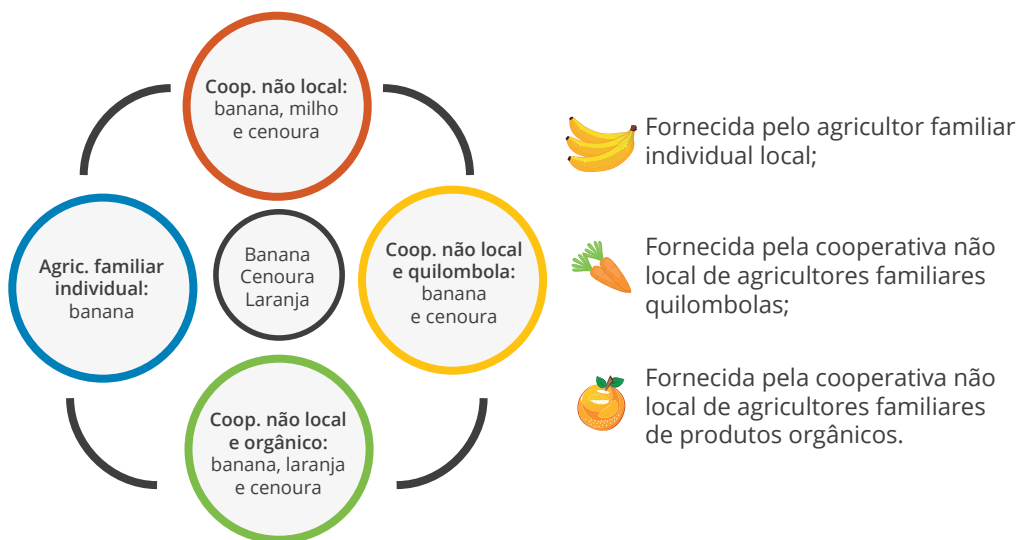 Coop. não local:
banana, milho
e cenoura
Agric. familiar
individual:
banana
Banana
Cenoura
Laranja
Coop. não local
e quilombola:
banana
e cenoura
Coop. não local
e orgânico:
banana, laranja
e cenoura
Fornecida pelo agricultor familiar
individual local;
Fornecida pela cooperativa não
local de agricultores familiares
quilombolas;
Fornecida pela cooperativa não
local de agricultores familiares
de produtos orgânicos.